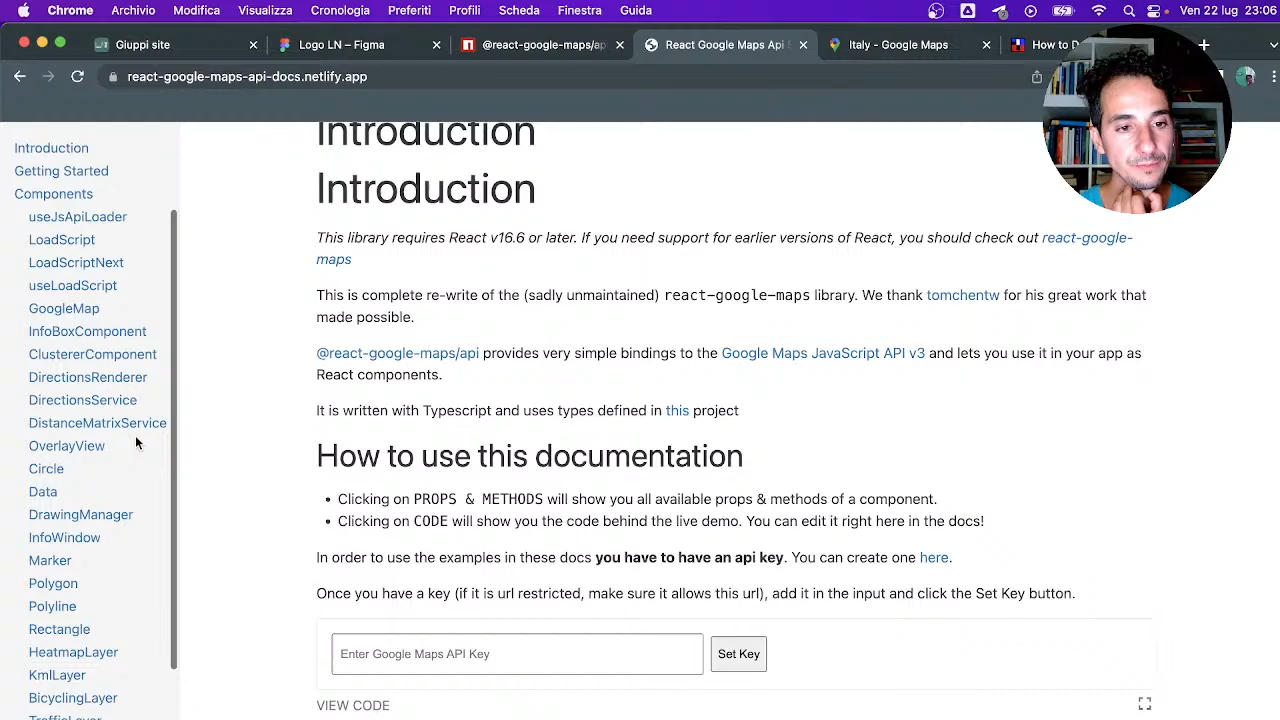 Chrome Archivio Modifica Visualizza Cronologia Preferiti Profili Scheda Finestra Guida Ven 22 lug 23:06
Giuppi site Logo LN – Figma @react-google-maps/ap React Google Maps Api S Italy - Google Maps How to D
react-google-maps-api-docs.netlify.app
Introduction
Getting Started
Components
useJsApiLoader
LoadScript
LoadScriptNext
useLoadScript
GoogleMap
InfoBoxComponent
ClustererComponent
DirectionsRenderer
DirectionsService
DistanceMatrixService
OverlayView
Circle
Data
DrawingManager
InfoWindow
Marker
Polygon
Polyline
Rectangle
HeatmapLayer
KmlLayer
BicyclingLayer
TrafficLayer
Introduction
Introduction
This library requires React v16.6 or later. If you need support for earlier versions of React, you should check out react-google-
maps
This is complete re-write of the (sadly unmaintained) react-google-maps library. We thank tomchentw for his great work that
made possible.
@react-google-maps/api provides very simple bindings to the Google Maps JavaScript API v3 and lets you use it in your app as
React components.
It is written with Typescript and uses types defined in this project
How to use this documentation
• Clicking on PROPS & METHODS will show you all available props & methods of a component.
• Clicking on CODE will show you the code behind the live demo. You can edit it right here in the docs!
In order to use the examples in these docs you have to have an api key. You can create one here.
Once you have a key (if it is url restricted, make sure it allows this url), add it in the input and click the Set Key button.
Enter Google Maps API Key Set Key
VIEW CODE